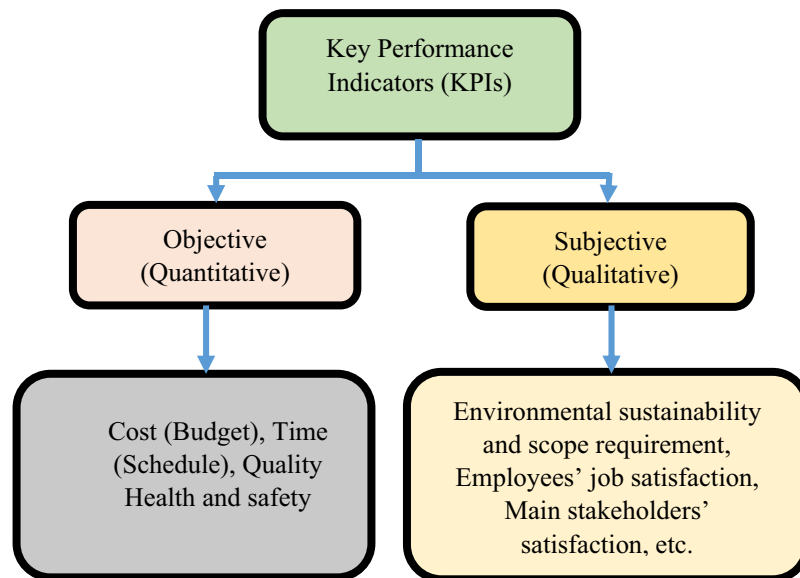 Key Performance
Indicators (KPIs)
Objective
(Quantitative)
Subjective
(Qualitative)
Cost (Budget), Time
(Schedule), Quality
Health and safety
Environmental sustainability
and scope requirement,
Employees’ job satisfaction,
Main stakeholders’
satisfaction, etc.